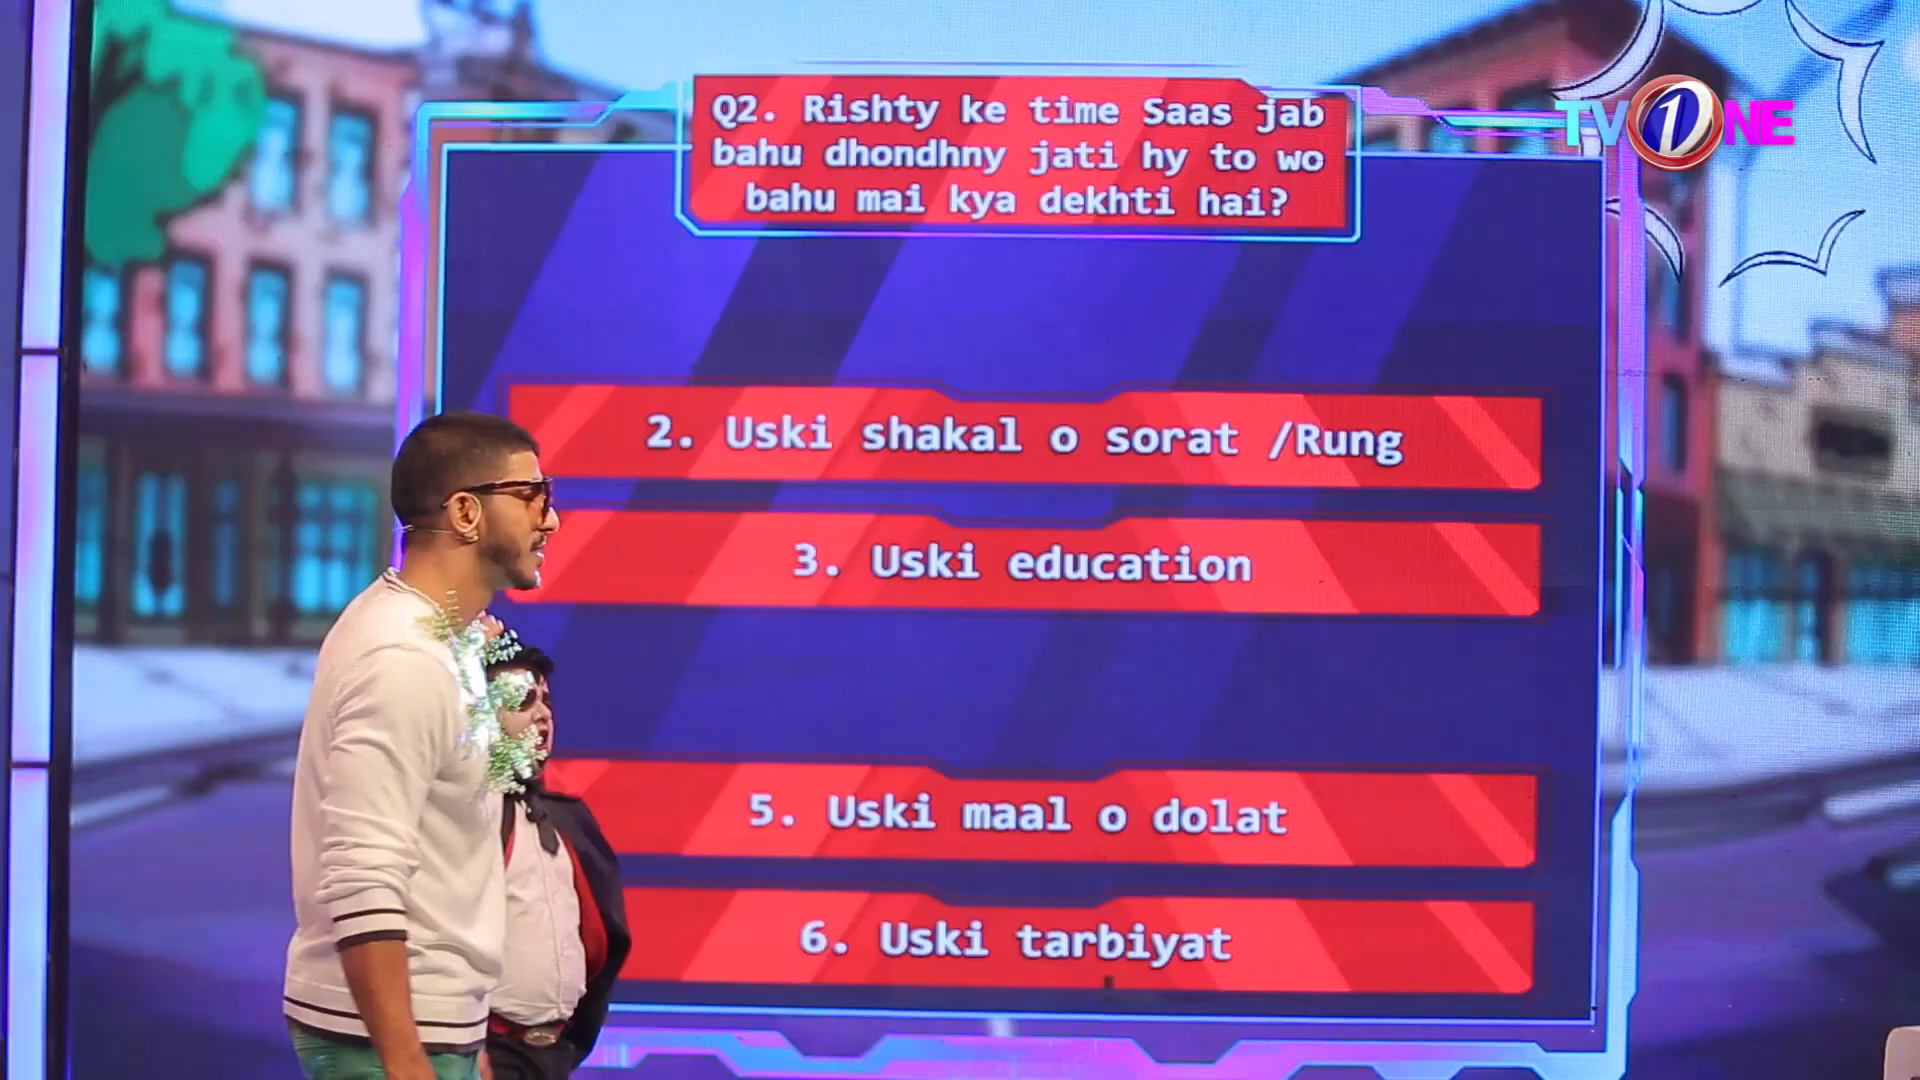 Q2. Rishty ke time Saas jab
bahu dhondhny jati hy to wo
bahu mai kya dekhti hai?
TV1ONE
2. Uski shakal o sorat /Rung
3. Uski education
5. Uski maal o dolat
6. Uski tarbiyat